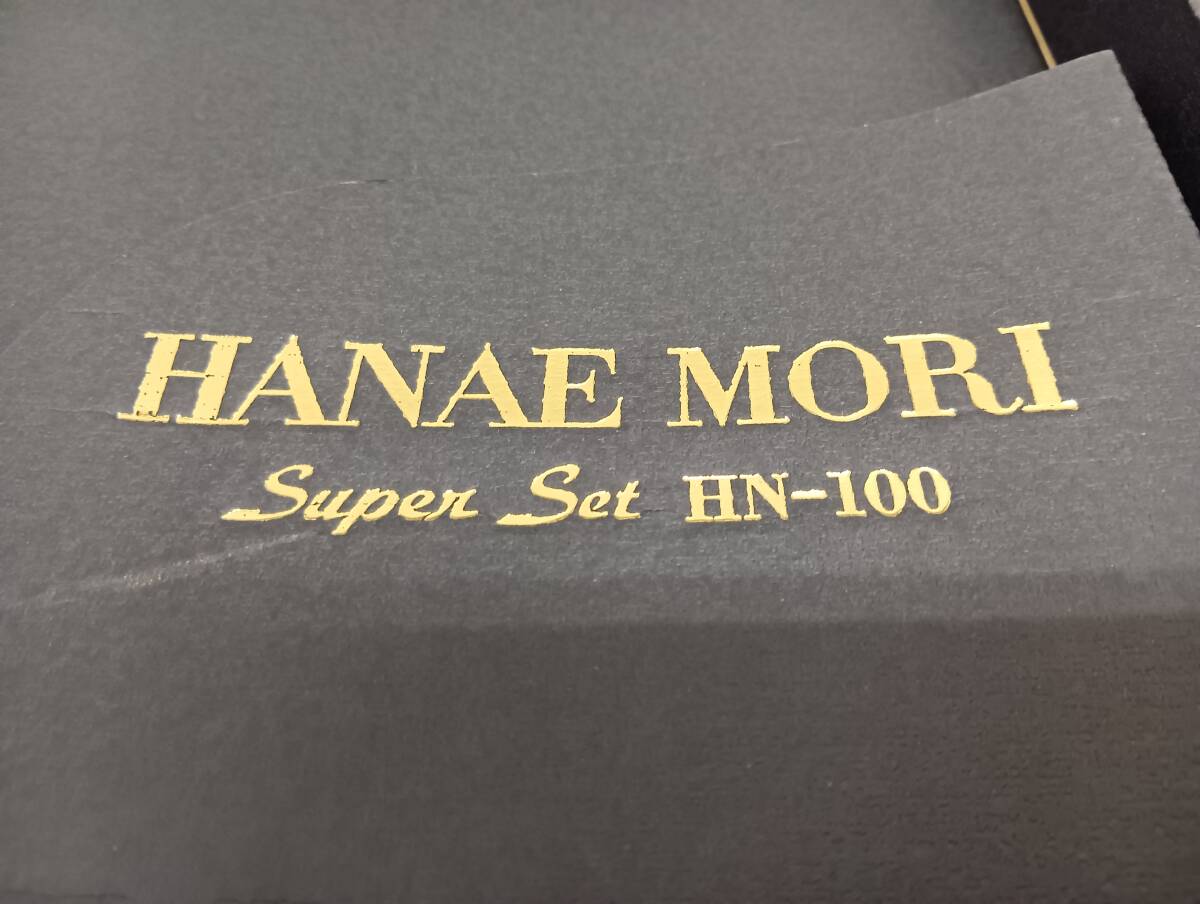 HANAE MORI
Super Set HN-100